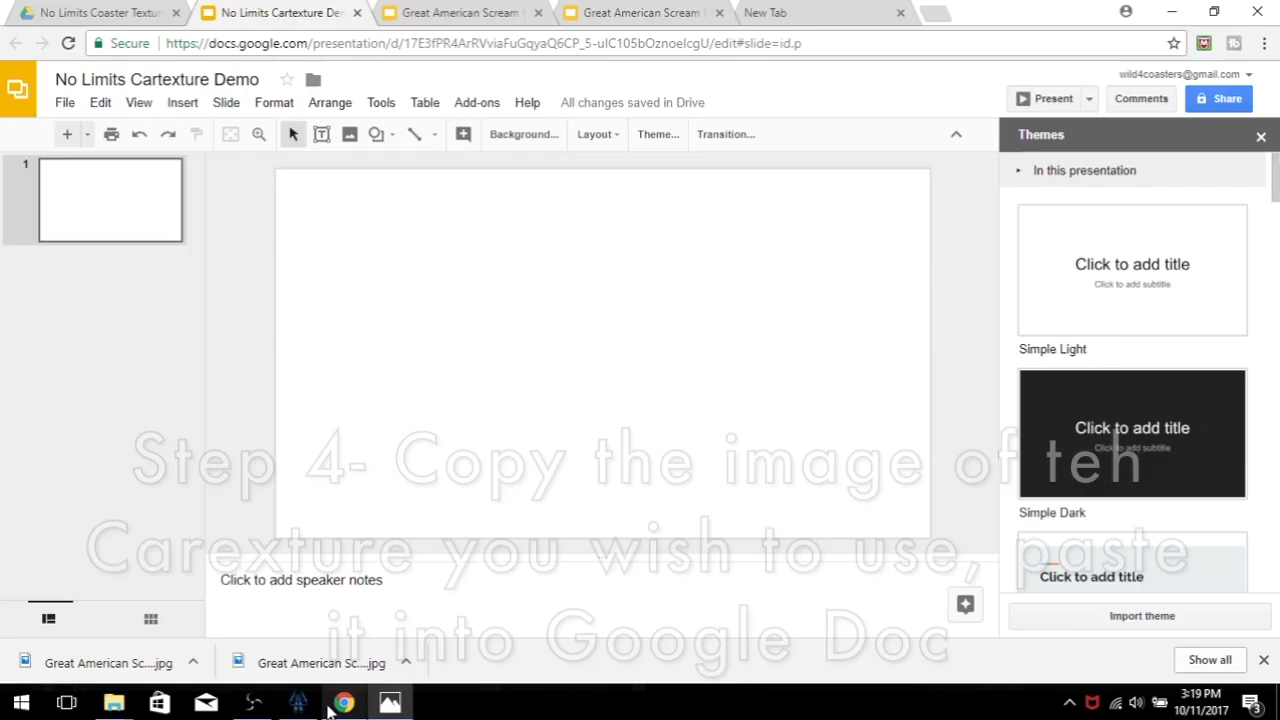 No Limits Coaster Textur
No Limits Cartexture De
Great American Scream
Great American Scream
New Tab
Secure
https://docs.google.com/presentation/d/17E3fPR4ArRVviaFuGqyaQ6CP_5-uIC105bOznoeIcgU/edit#slide=id.p
No Limits Cartexture Demo
wild4coasters@gmail.com
File Edit View Insert Slide Format Arrange Tools Table Add-ons Help All changes saved in Drive
Present
Comments
Share
Background...
Layout
Theme...
Transition...
Themes
1
In this presentation
Click to add title
Click to add subtitle
Simple Light
Click to add title
Click to add subtitle
Simple Dark
Click to add title
Import theme
Step 4- Copy the image of teh
Carexture you wish to use, paste
it into Google Doc
Click to add speaker notes
Great American Sc....jpg
Great American Sc....jpg
Show all
3:19 PM
10/11/2017
3